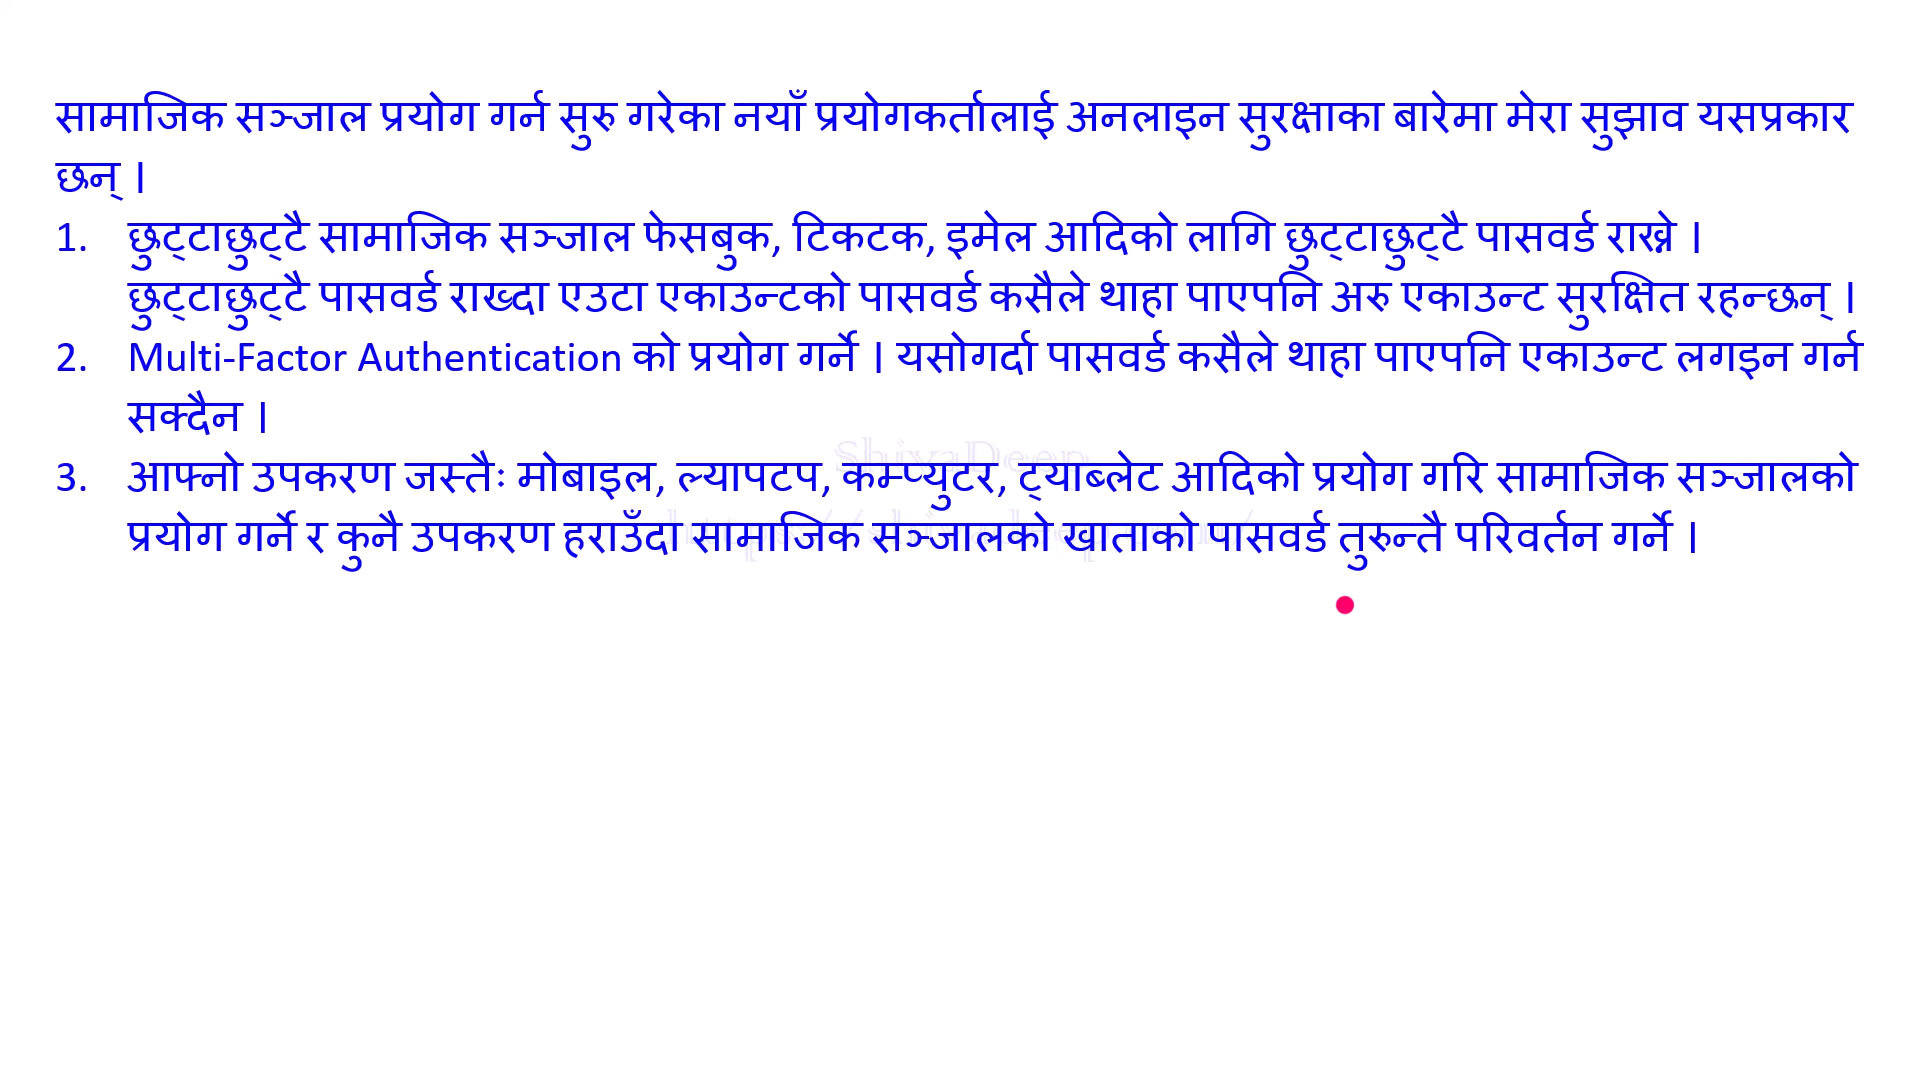 सामाजिक सञ्जाल प्रयोग गर्न सुरु गरेका नयाँ प्रयोगकर्तालाई अनलाइन सुरक्षाका बारेमा मेरा सुझाव यसप्रकार
छन् ।
1. छुट्टाछुट्टै सामाजिक सञ्जाल फेसबुक, टिकटक, इमेल आदिको लागि छुट्टाछुट्टै पासवर्ड राख्ने ।
छुट्टाछुट्टै पासवर्ड राख्दा एउटा एकाउन्टको पासवर्ड कसैले थाहा पाएपनि अरु एकाउन्ट सुरक्षित रहन्छन् ।
2. Multi-Factor Authentication को प्रयोग गर्ने । यसोगर्दा पासवर्ड कसैले थाहा पाएपनि एकाउन्ट लगइन गर्न
सक्दैन ।
ShivaDeep
3. आफ्नो उपकरण जस्तैः मोबाइल, ल्यापटप, कम्प्युटर, ट्याब्लेट आदिको प्रयोग गरि सामाजिक सञ्जालको
प्रयोग गर्ने र कुनै उपकरण हराउँदा सामाजिक सञ्जालको खाताको पासवर्ड तुरुन्तै परिवर्तन गर्ने ।